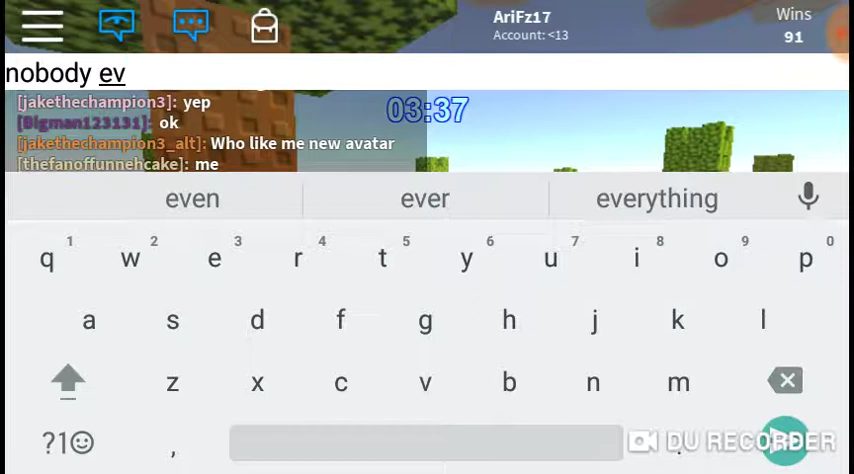 AriFz17
Account: <13
Wins
91
nobody ev
[jakethechampion3]: yep
[Bigman123131]: ok
[jakethechampion3_alt]: Who like me new avatar
[thefanoffunnehcake]: me
03:37
even ever everything
1 2 3 4 5 6 7 8 9 0
q w e r t y u i o p
a s d f g h j k l
z x c v b n m
?1☺ , .
DU RECORDER